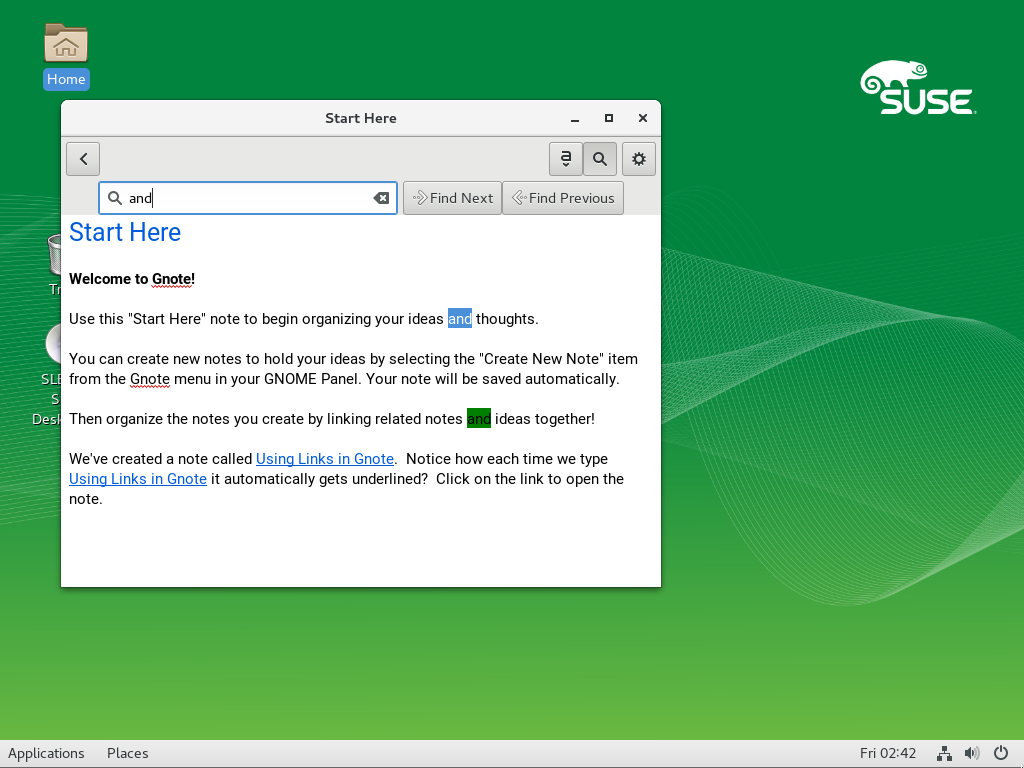 Home
SUSE
Start Here
and
Find Next
Find Previous
Start Here
Welcome to Gnote!
Use this "Start Here" note to begin organizing your ideas and thoughts.
You can create new notes to hold your ideas by selecting the "Create New Note" item
from the Gnote menu in your GNOME Panel. Your note will be saved automatically.
Then organize the notes you create by linking related notes and ideas together!
We've created a note called Using Links in Gnote.  Notice how each time we type
Using Links in Gnote it automatically gets underlined?  Click on the link to open the
note.
Applications
Places
Fri 02:42